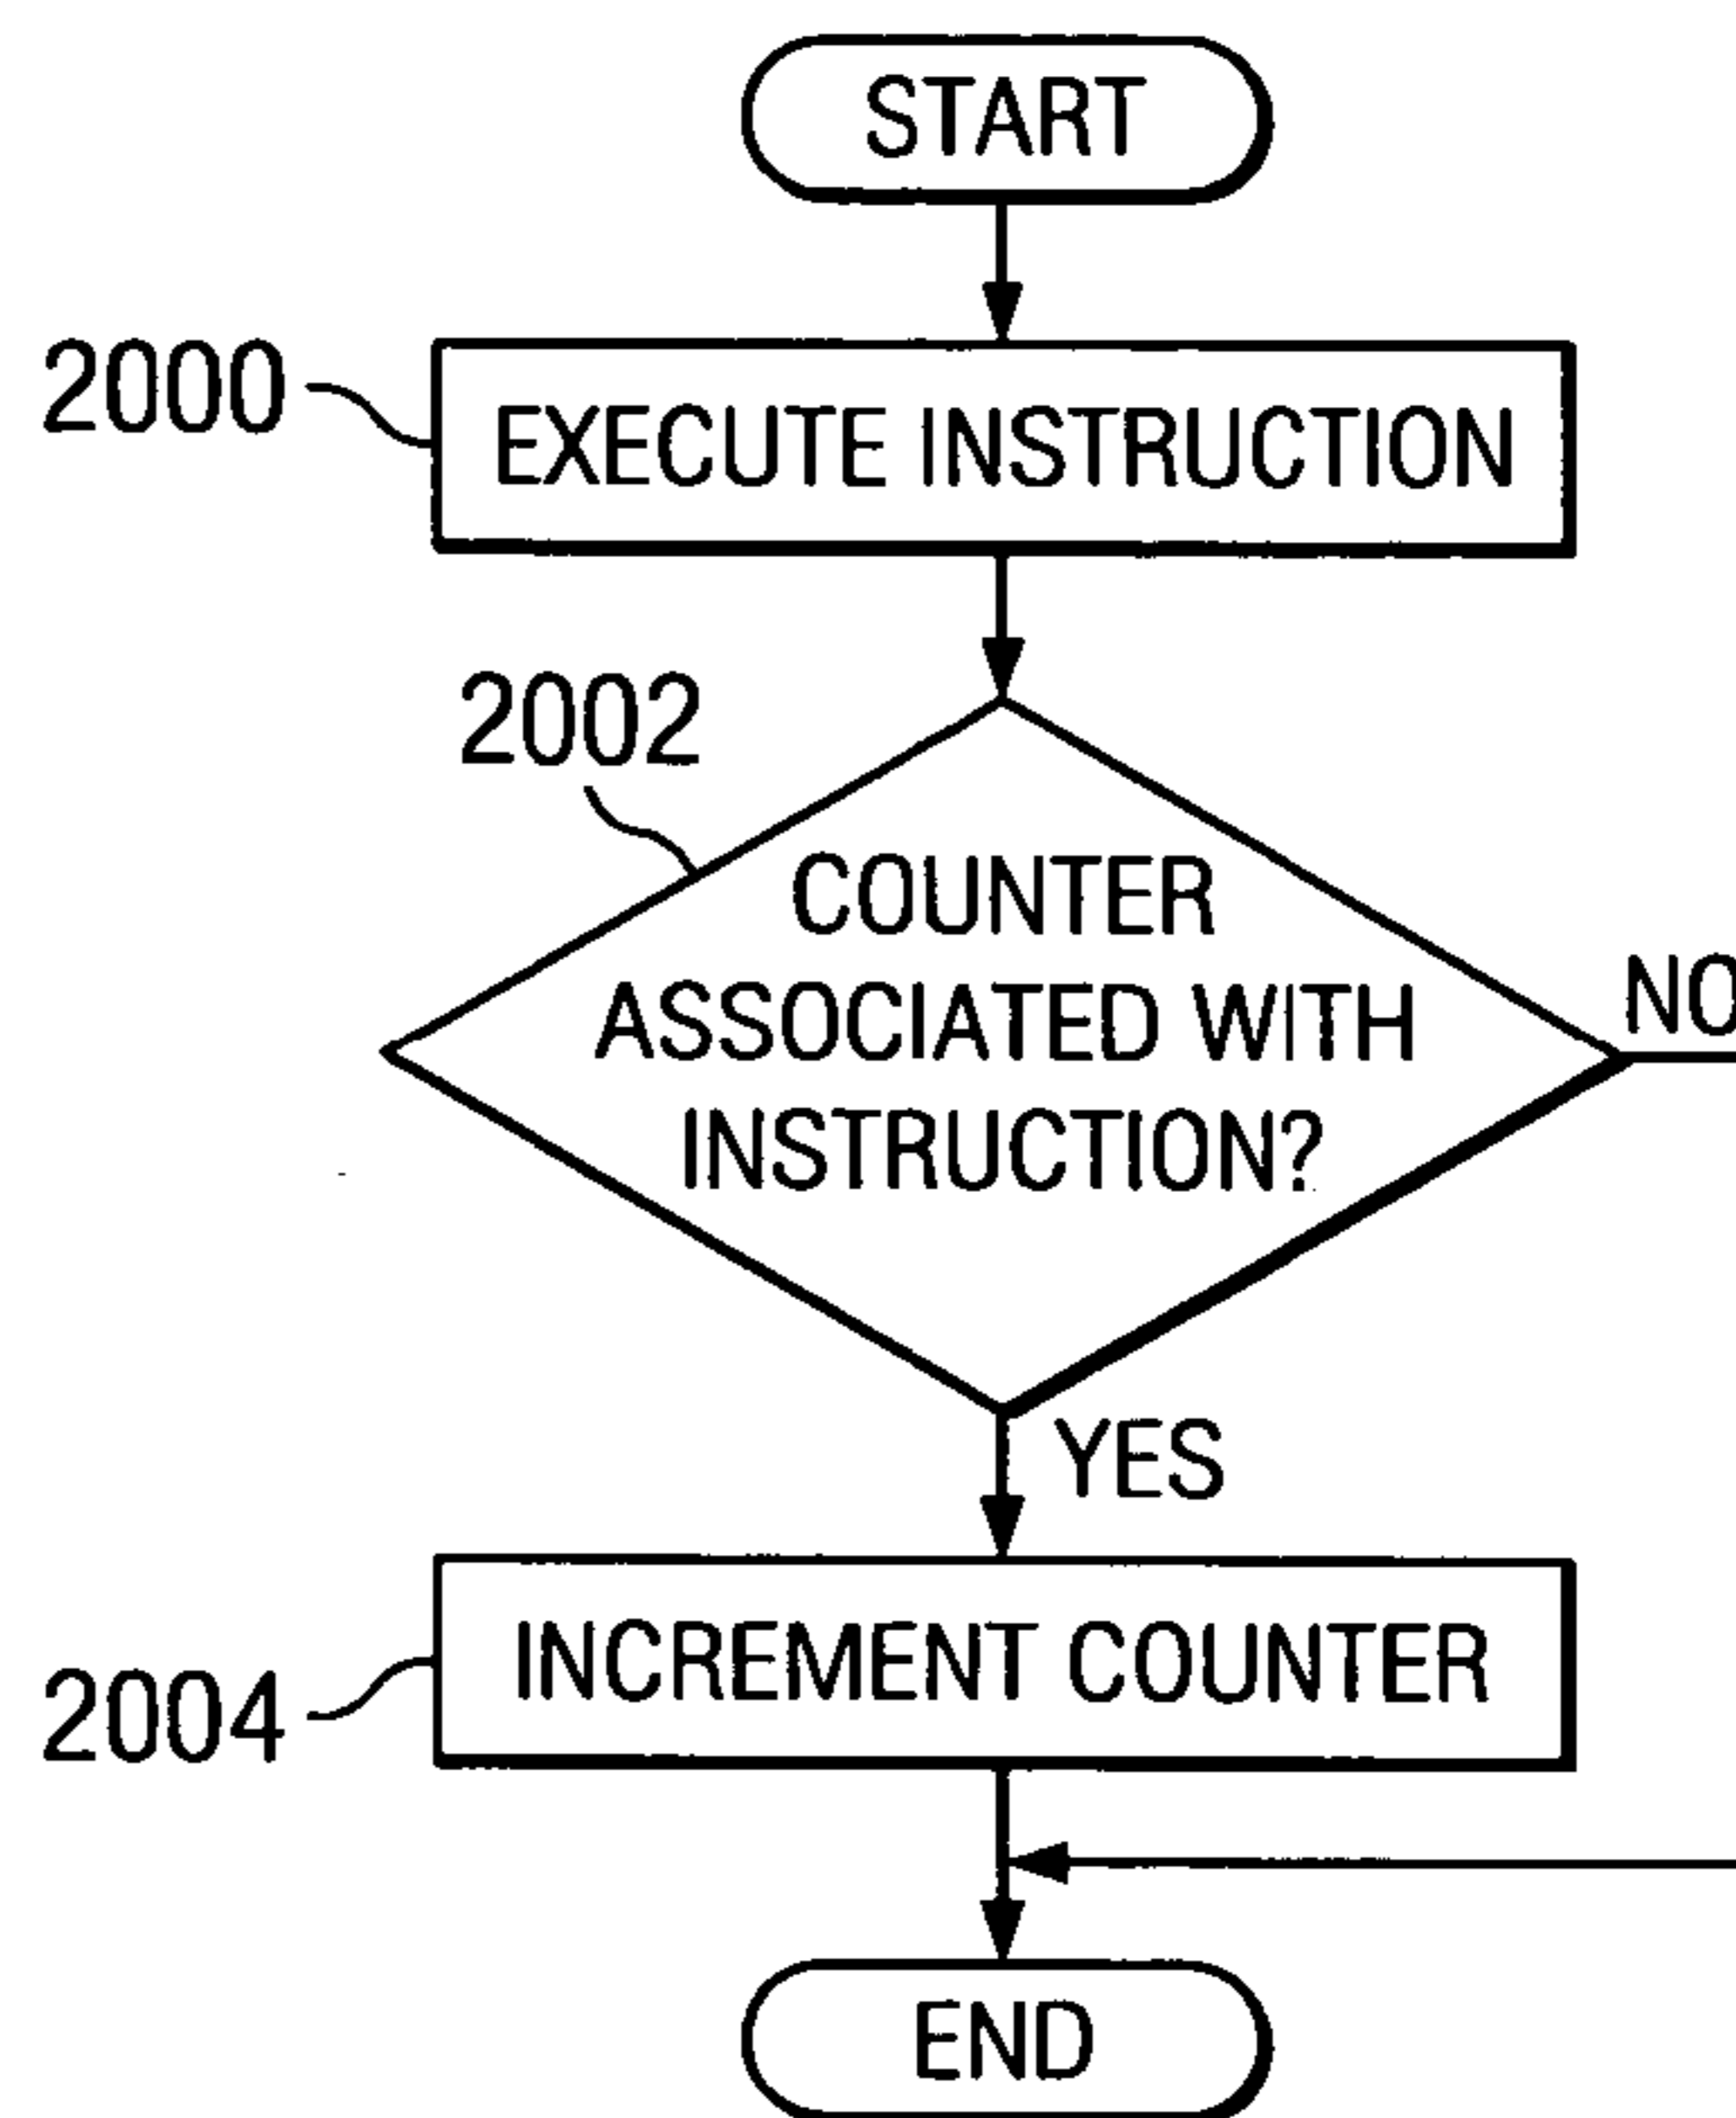 START
2000
EXECUTE INSTRUCTION
2002
COUNTER
ASSOCIATED WITH
INSTRUCTION?
NO
YES
INCREMENT COUNTER
2004
END